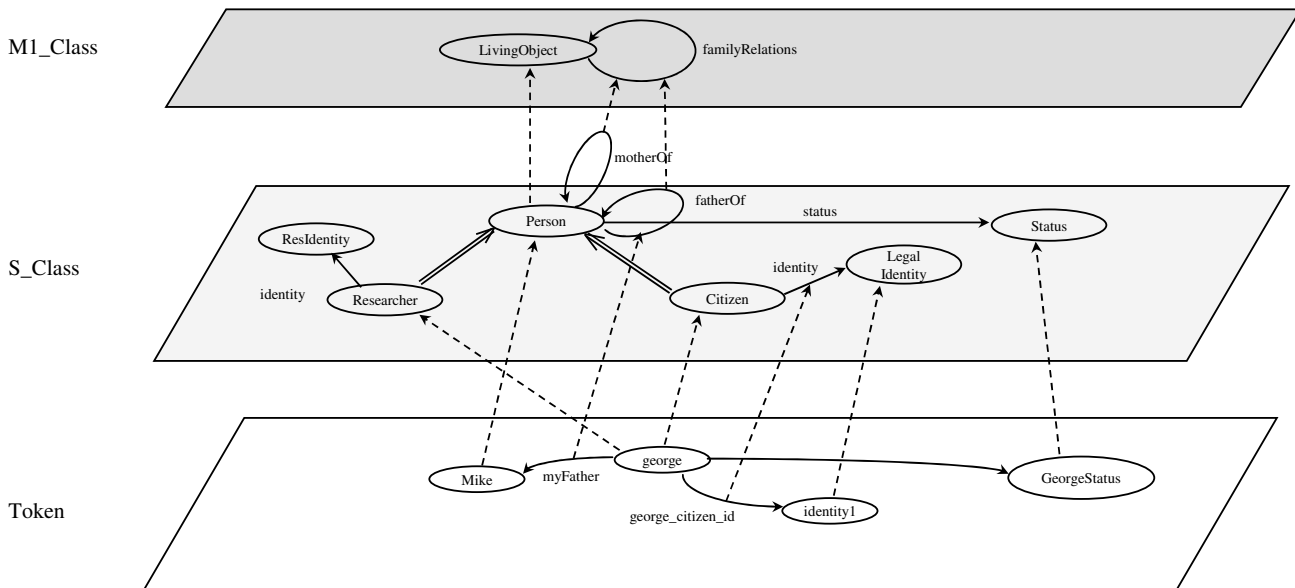 M1_Class
LivingObject
familyRelations
motherOf
fatherOf
Person
status
Status
ResIdentity
S_Class
identity
Legal
Identity
identity
Researcher
Citizen
george
Mike
myFather
GeorgeStatus
Token
george_citizen_id
identity1